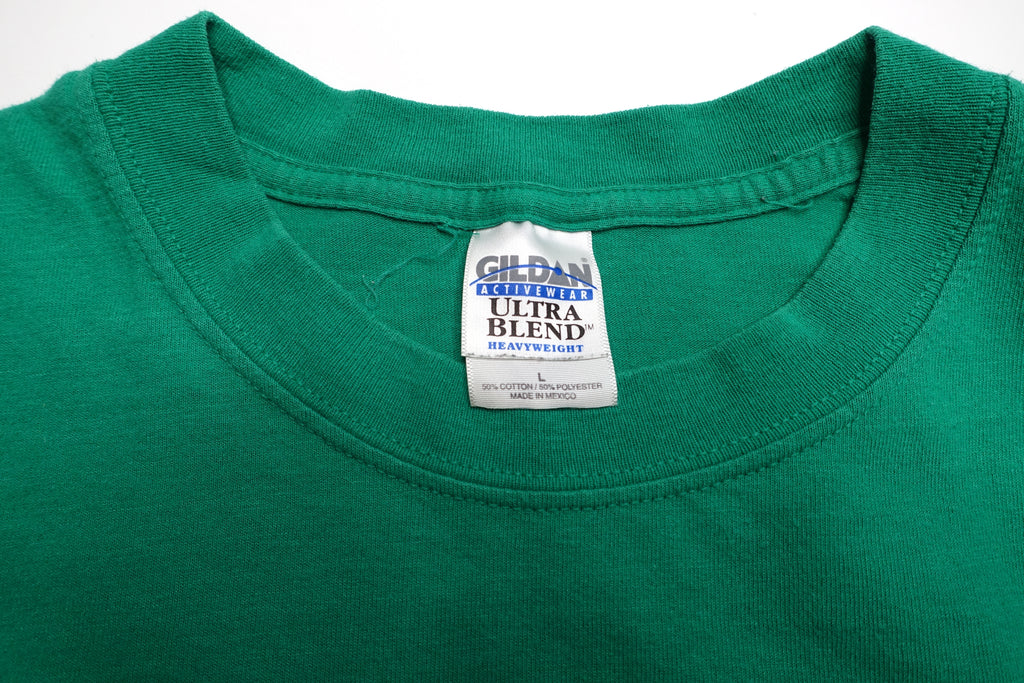 GILDAN®
ACTIVEWEAR
ULTRA
BLEND™
HEAVYWEIGHT
L
50% COTTON / 50% POLYESTER
MADE IN MEXICO